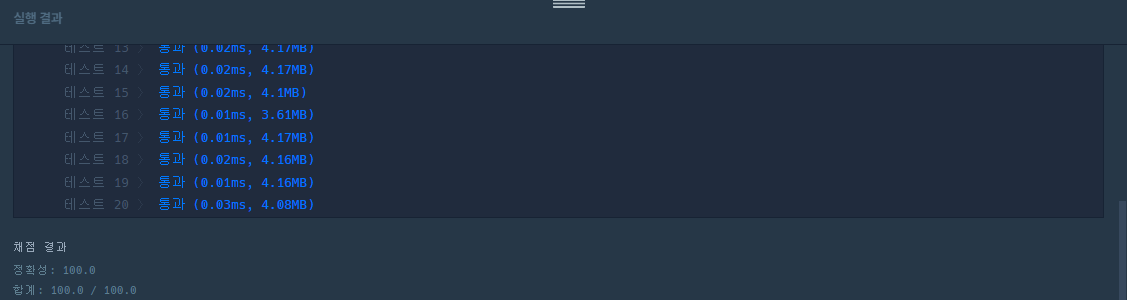 실행 결과
테스트 13 〉 통과 (0.02ms, 4.17MB)
테스트 14 〉 통과 (0.02ms, 4.17MB)
테스트 15 〉 통과 (0.02ms, 4.1MB)
테스트 16 〉 통과 (0.01ms, 3.61MB)
테스트 17 〉 통과 (0.01ms, 4.17MB)
테스트 18 〉 통과 (0.02ms, 4.16MB)
테스트 19 〉 통과 (0.01ms, 4.16MB)
테스트 20 〉 통과 (0.03ms, 4.08MB)
채점 결과
정확성: 100.0
합계: 100.0 / 100.0